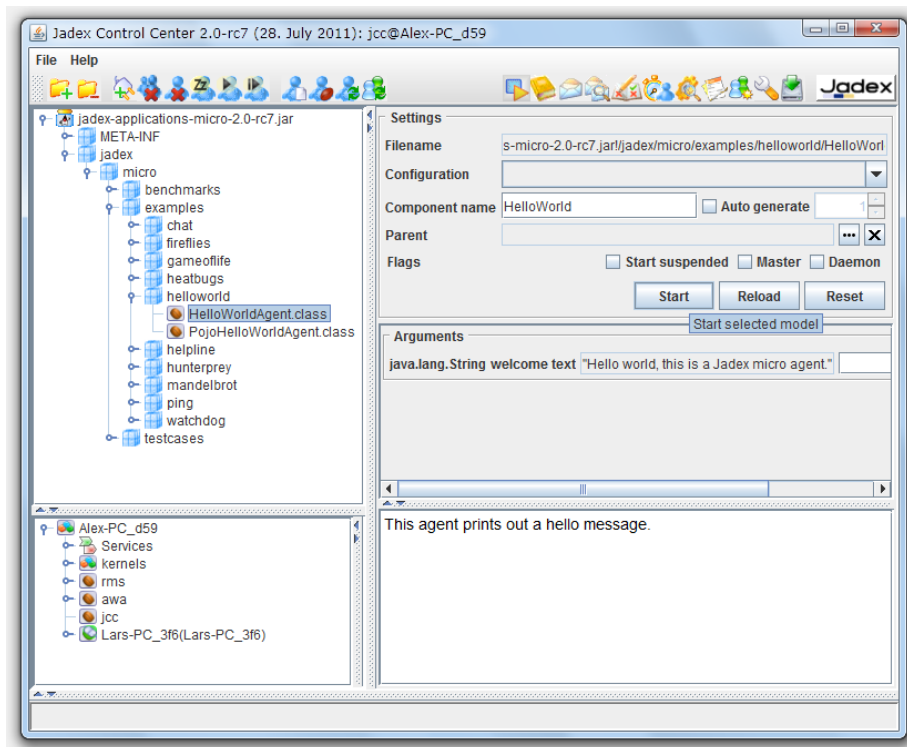 Jadex Control Center 2.0-rc7 (28. July 2011): jcc@Alex-PC_d59
File Help
Jadex
jadex-applications-micro-2.0-rc7.jar
META-INF
jadex
micro
benchmarks
examples
chat
fireflies
gameoflife
heatbugs
helloworld
HelloWorldAgent.class
PojoHelloWorldAgent.class
helpline
hunterprey
mandelbrot
ping
watchdog
testcases
Settings
Filename s-micro-2.0-rc7.jar!/jadex/micro/examples/helloworld/HelloWorl
Configuration
Component name HelloWorld Auto generate 1
Parent ...
Flags Start suspended Master Daemon
Start Reload Reset
Start selected model
Arguments
java.lang.String welcome text "Hello world, this is a Jadex micro agent."
Alex-PC_d59
Services
kernels
rms
awa
jcc
Lars-PC_3f6(Lars-PC_3f6)
This agent prints out a hello message.